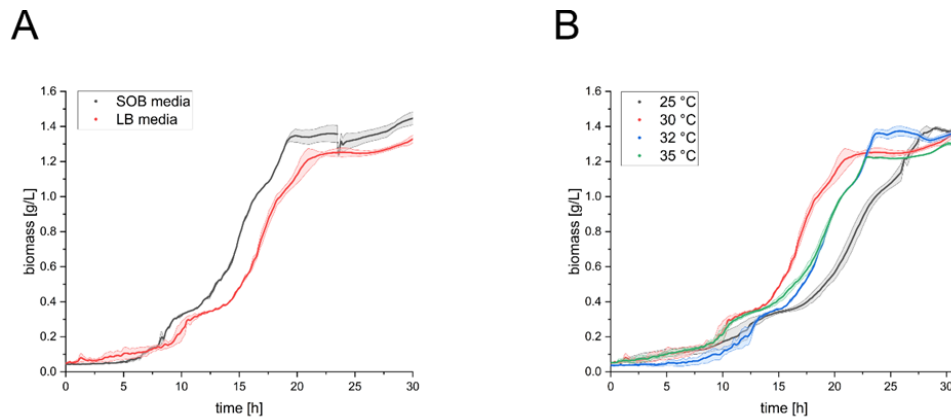 A
B
SOB media
LB media
25 °C
30 °C
32 °C
35 °C
biomass [g/L]
1.6
1.4
1.2
1.0
0.8
0.6
0.4
0.2
0.0
0 5 10 15 20 25 30
time [h]
biomass [g/L]
1.6
1.4
1.2
1.0
0.8
0.6
0.4
0.2
0.0
0 5 10 15 20 25 30
time [h]